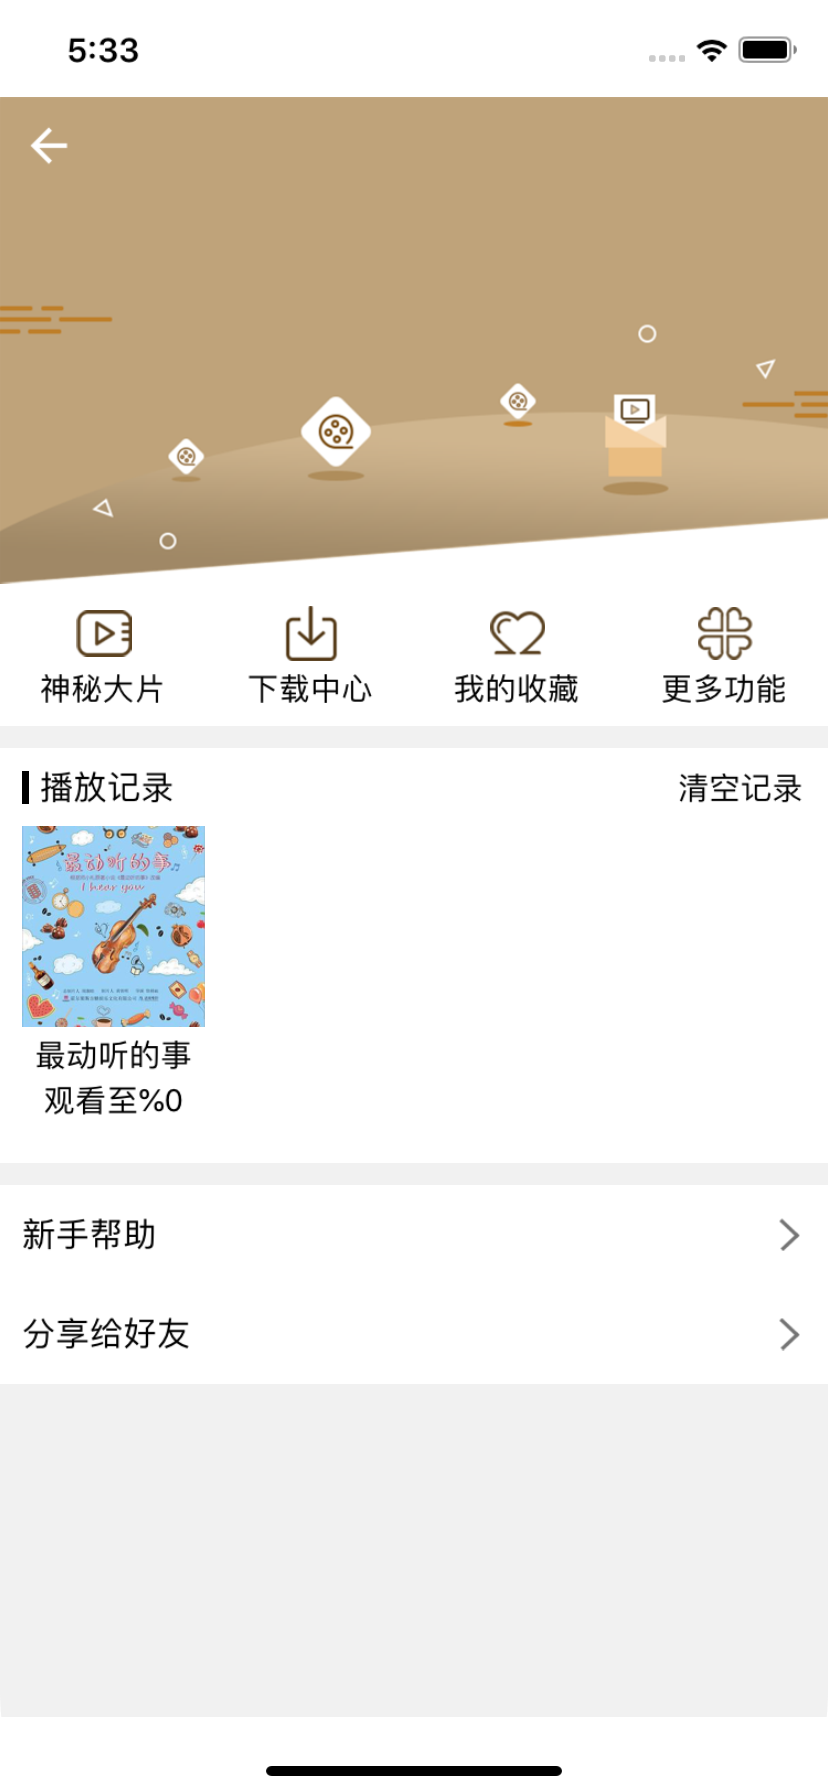 5:33
神秘大片
下载中心
我的收藏
更多功能
播放记录
清空记录
最动听的事
I hear you
最动听的事
观看至%0
新手帮助
分享给好友